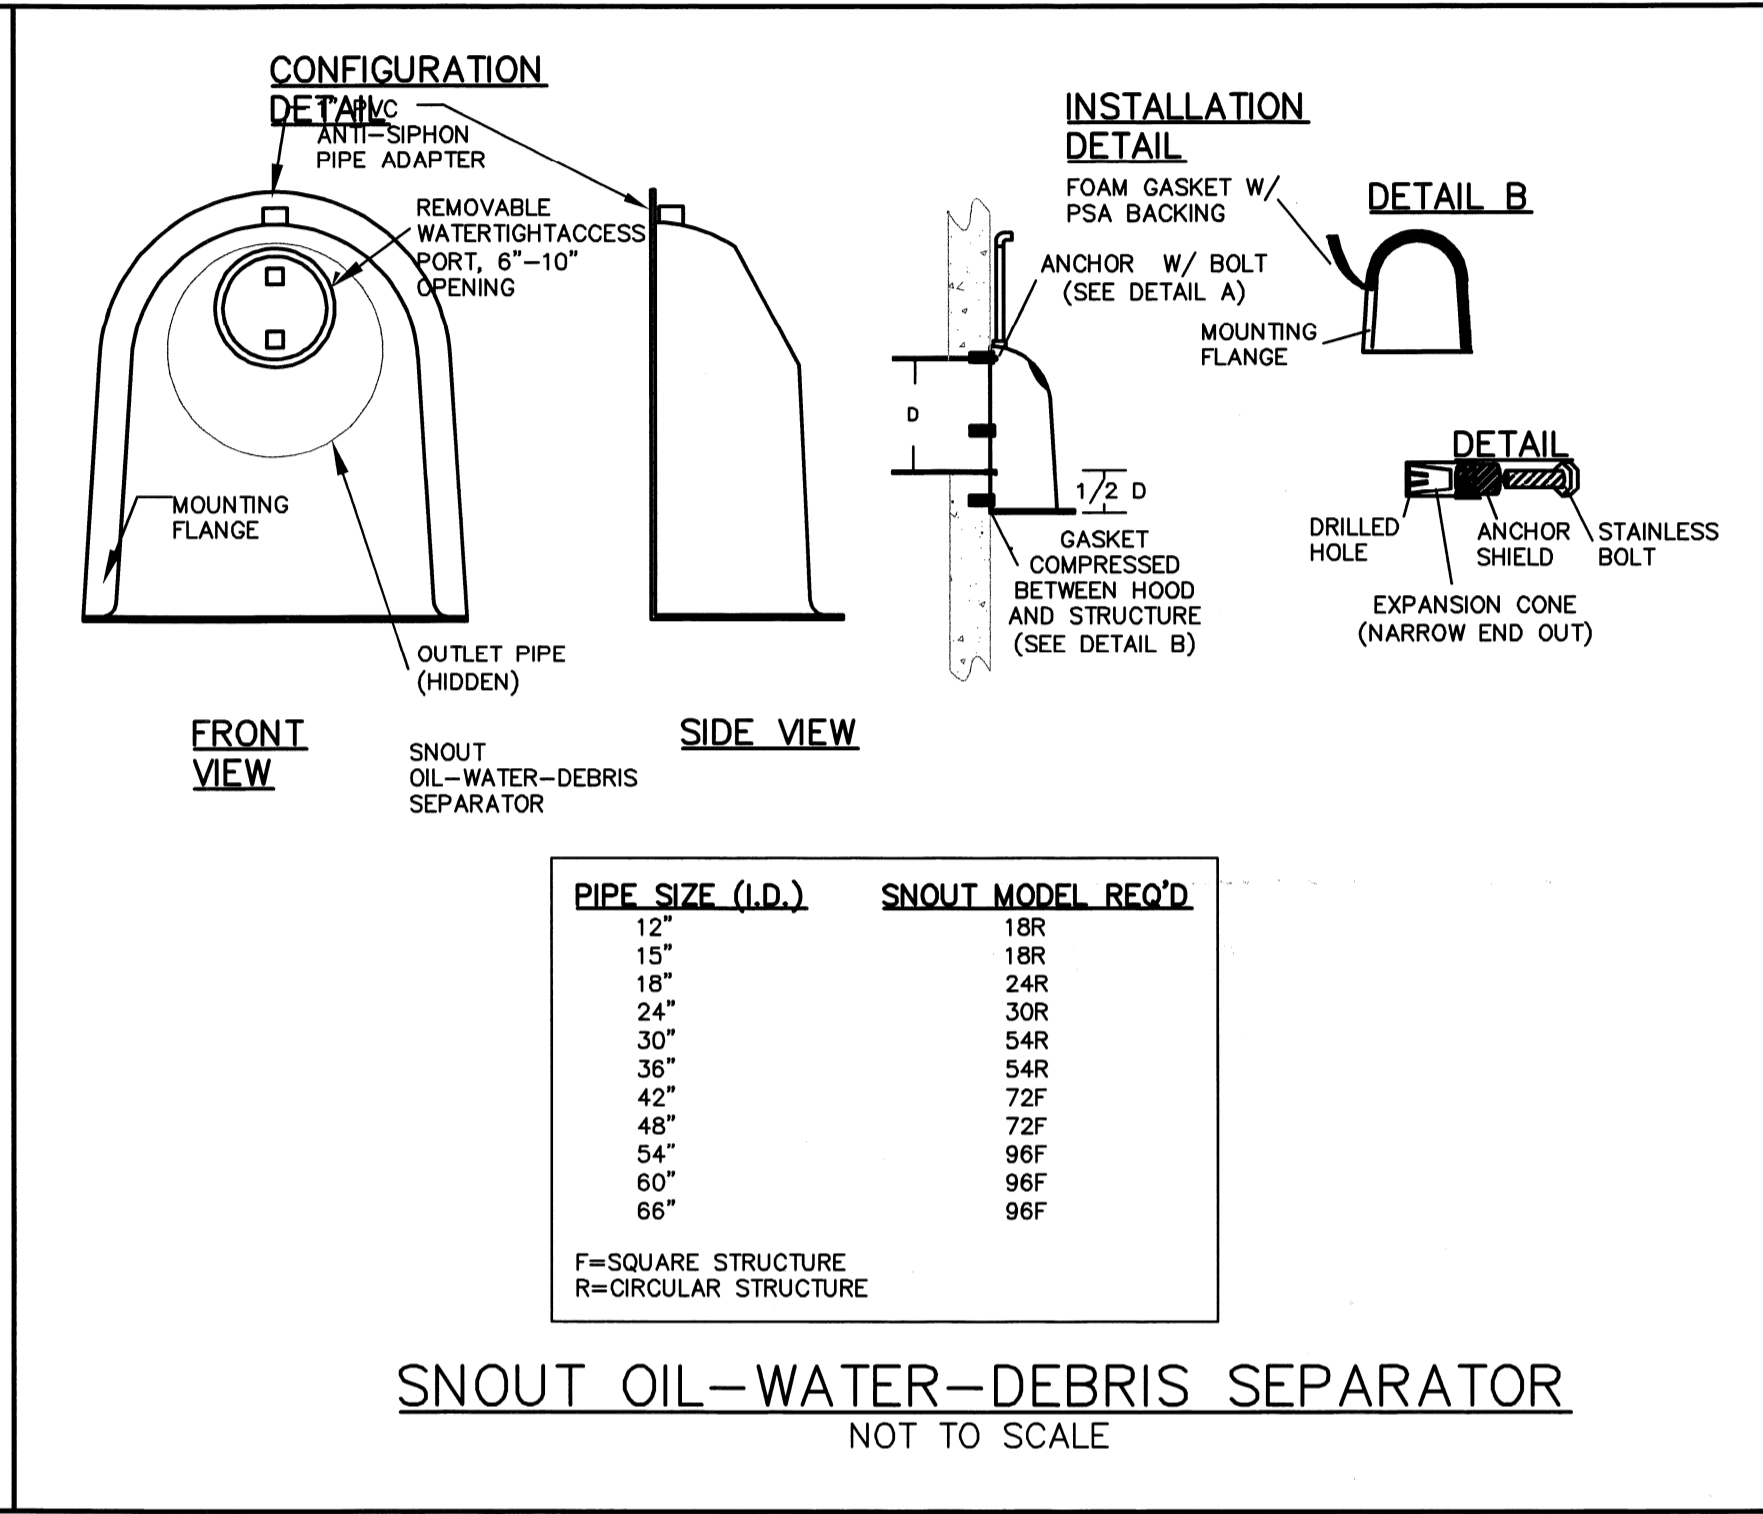 CONFIGURATION
DETAIL
1" PVC
ANTI-SIPHON
PIPE ADAPTER
REMOVABLE
WATERTIGHTACCESS
PORT, 6"-10"
OPENING
MOUNTING
FLANGE
OUTLET PIPE
(HIDDEN)
FRONT
VIEW
SNOUT
OIL-WATER-DEBRIS
SEPARATOR
SIDE VIEW
INSTALLATION
DETAIL
FOAM GASKET W/
PSA BACKING
ANCHOR W/ BOLT
(SEE DETAIL A)
D
1/2 D
GASKET
COMPRESSED
BETWEEN HOOD
AND STRUCTURE
(SEE DETAIL B)
DETAIL B
MOUNTING
FLANGE
DETAIL
DRILLED
HOLE
ANCHOR
SHIELD
STAINLESS
BOLT
EXPANSION CONE
(NARROW END OUT)
PIPE SIZE (I.D.) SNOUT MODEL REQ'D
12" 18R
15" 18R
18" 24R
24" 30R
30" 54R
36" 54R
42" 72F
48" 72F
54" 96F
60" 96F
66" 96F
F=SQUARE STRUCTURE
R=CIRCULAR STRUCTURE
SNOUT OIL-WATER-DEBRIS SEPARATOR
NOT TO SCALE